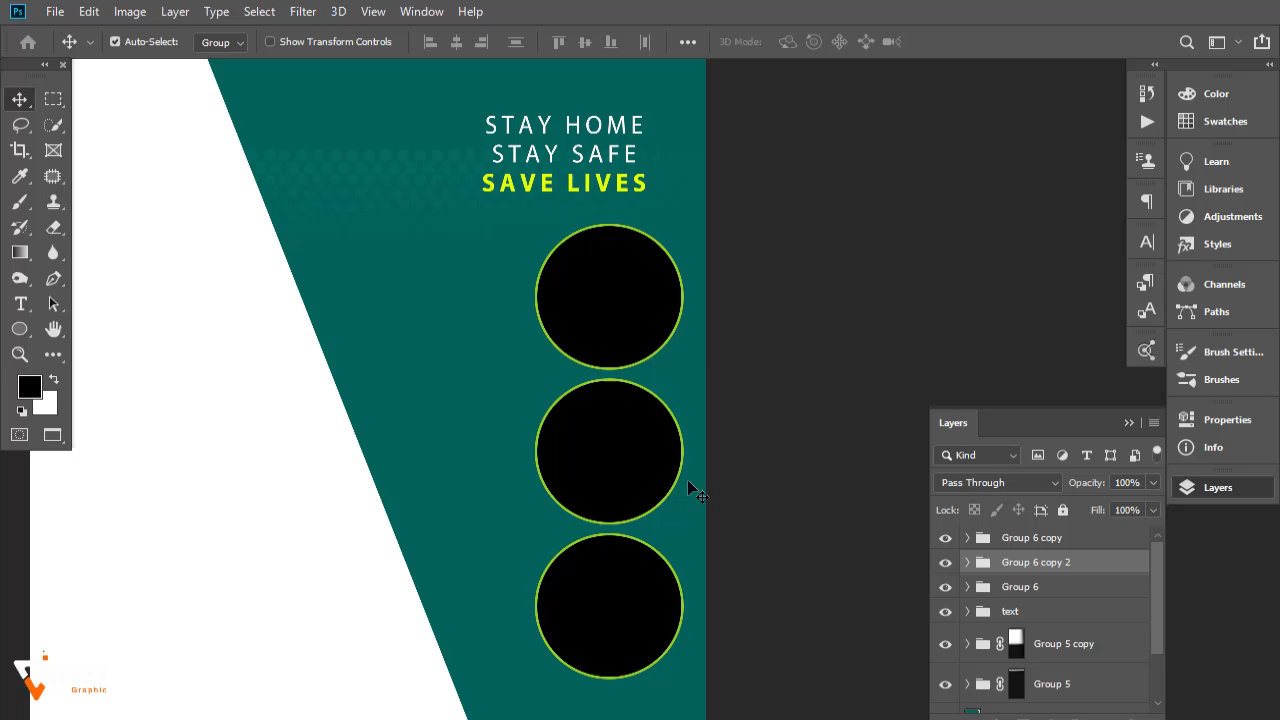 Ps File Edit Image Layer Type Select Filter 3D View Window Help
Auto-Select: Group Show Transform Controls 3D Mode:
STAY HOME
STAY SAFE
SAVE LIVES
Color
Swatches
Learn
Libraries
Adjustments
Styles
Channels
Paths
Brush Setti...
Brushes
Properties
Info
Layers
Layers
Kind
Pass Through Opacity: 100%
Lock: Fill: 100%
Group 6 copy
Group 6 copy 2
Group 6
text
Group 5 copy
Group 5
Graphic